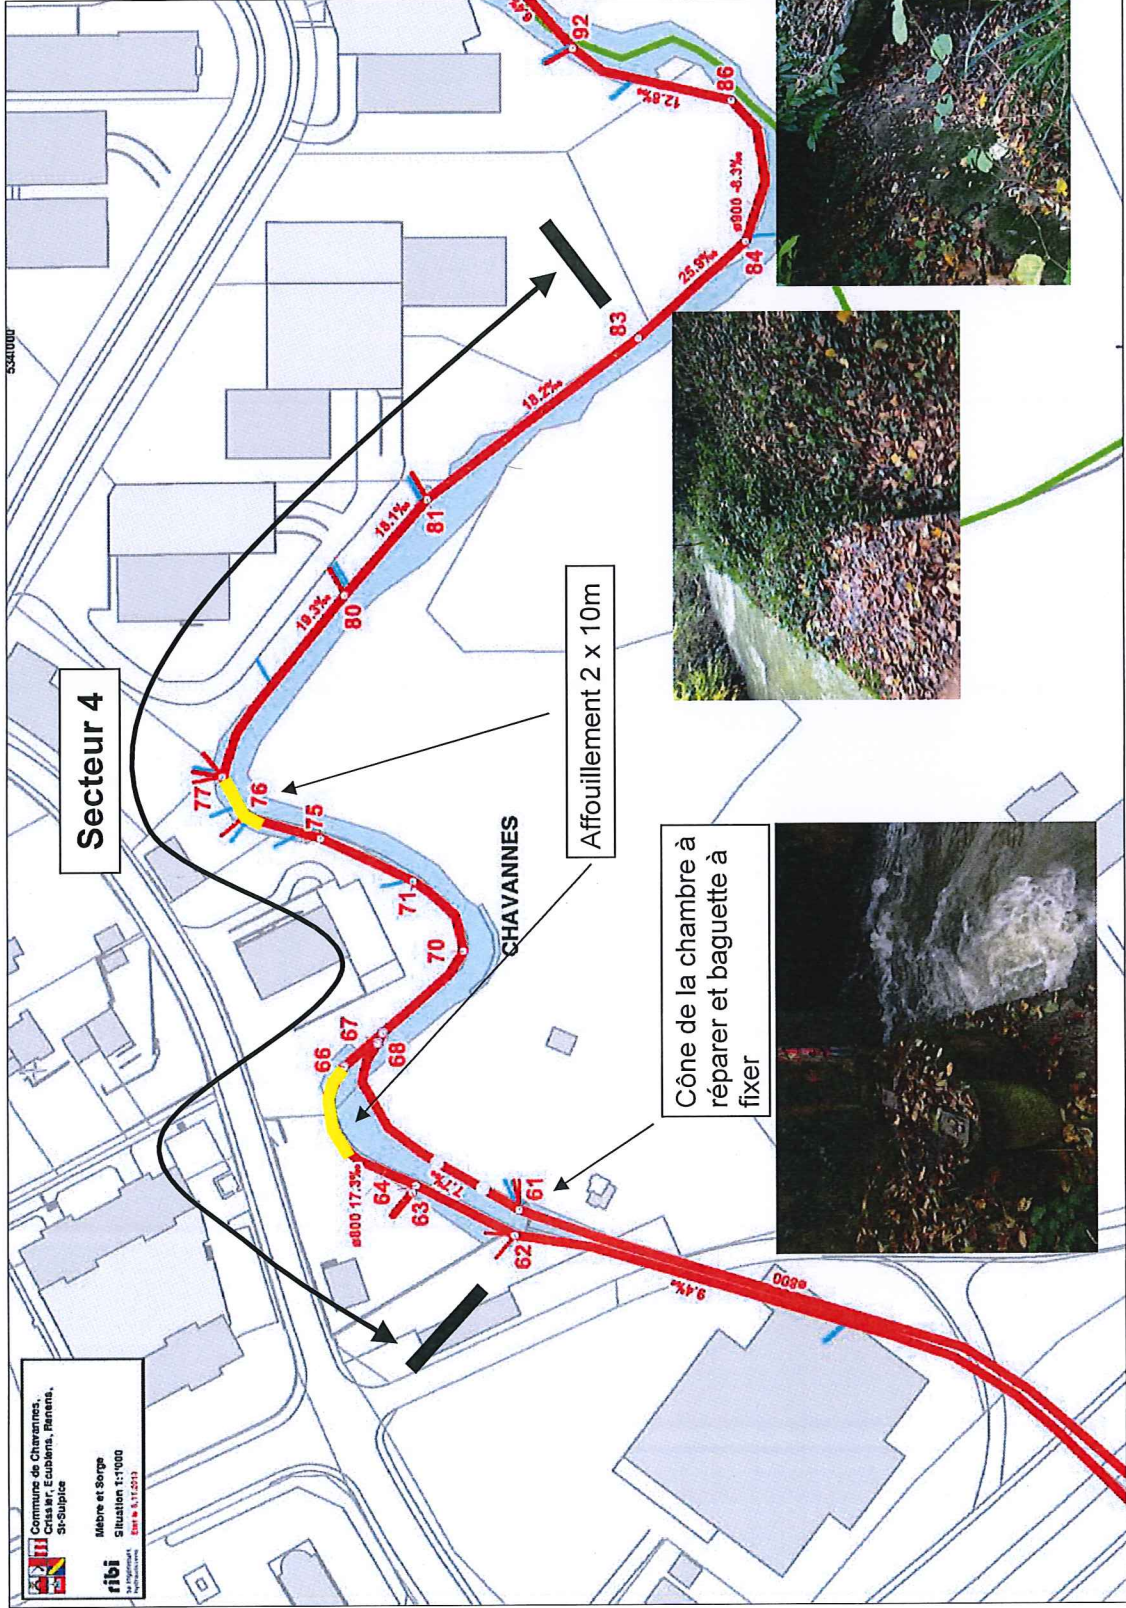 Commune de Chavannes,
Crissier, Ecublens, Renens,
St-Sulpice
Mèbre et Sorge
Situation 1:1'000
ribi
Secteur 4
534'000
77
76
75
71
70
CHAVANNES
66
67
68
64
63
62
61
ø800 17.3‰
7.7‰
9.4‰
ø800
19.3‰
80
18.1‰
81
18.2‰
83
25.9‰
84
ø900 -8.3‰
86
12.8‰
92
Affouillement 2 x 10m
Cône de la chambre à
réparer et baguette à
fixer